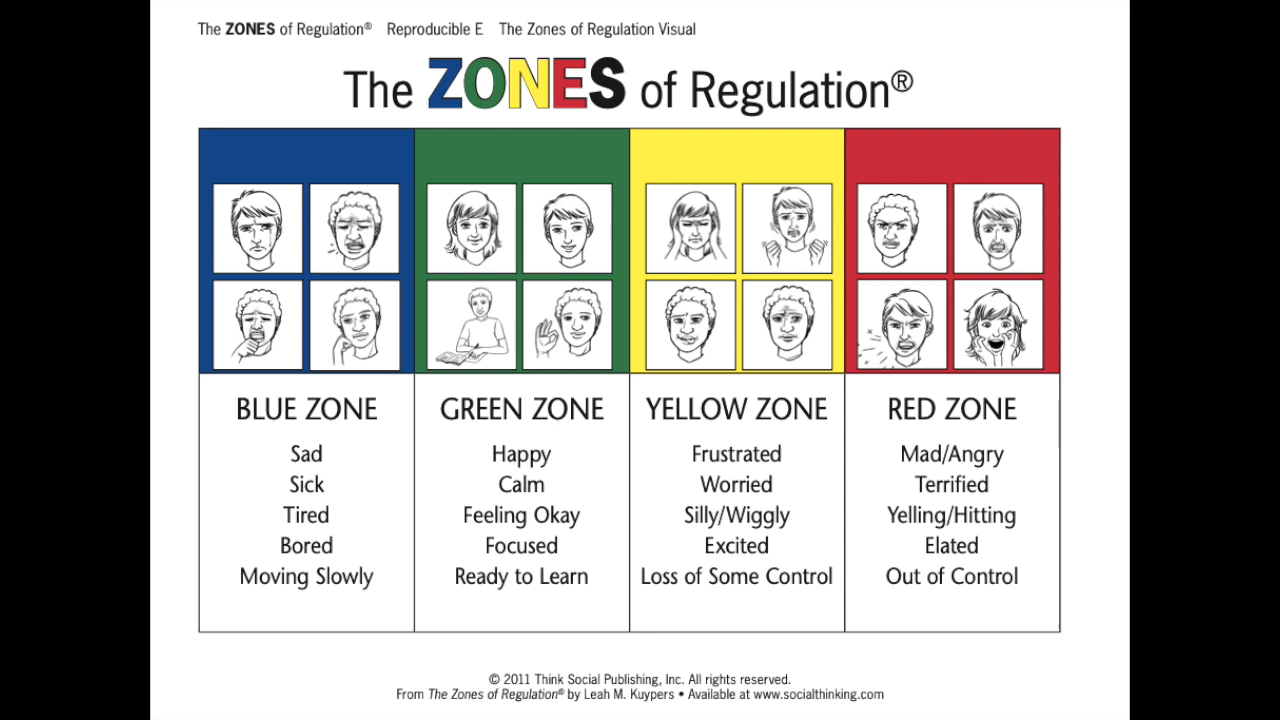 The ZONES of Regulation® Reproducible E The Zones of Regulation Visual
The ZONES of Regulation®
BLUE ZONE
Sad
Sick
Tired
Bored
Moving Slowly
GREEN ZONE
Happy
Calm
Feeling Okay
Focused
Ready to Learn
YELLOW ZONE
Frustrated
Worried
Silly/Wiggly
Excited
Loss of Some Control
RED ZONE
Mad/Angry
Terrified
Yelling/Hitting
Elated
Out of Control
© 2011 Think Social Publishing, Inc. All rights reserved.
From The Zones of Regulation® by Leah M. Kuypers • Available at www.socialthinking.com